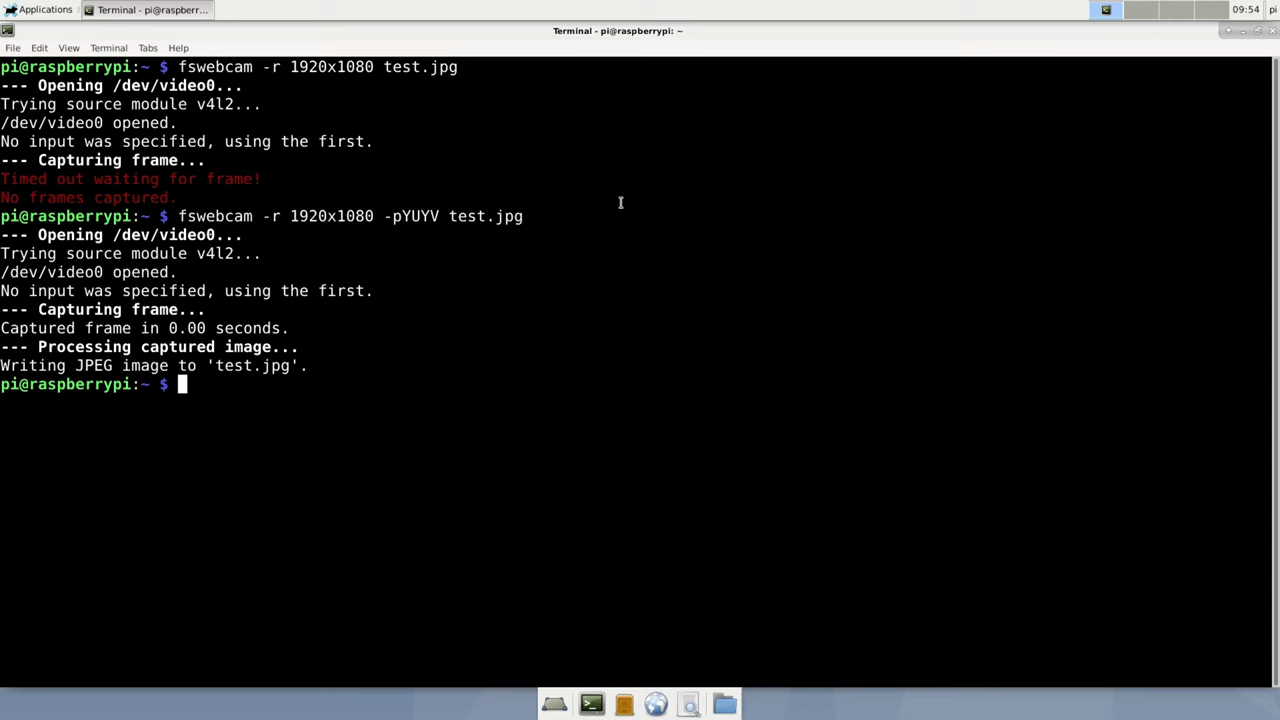 Applications
Terminal - pi@raspberr...
09:54
pi
Terminal - pi@raspberrypi: ~
File Edit View Terminal Tabs Help
pi@raspberrypi:~ $ fswebcam -r 1920x1080 test.jpg
--- Opening /dev/video0...
Trying source module v4l2...
/dev/video0 opened.
No input was specified, using the first.
--- Capturing frame...
Timed out waiting for frame!
No frames captured.
pi@raspberrypi:~ $ fswebcam -r 1920x1080 -pYUYV test.jpg
--- Opening /dev/video0...
Trying source module v4l2...
/dev/video0 opened.
No input was specified, using the first.
--- Capturing frame...
Captured frame in 0.00 seconds.
--- Processing captured image...
Writing JPEG image to 'test.jpg'.
pi@raspberrypi:~ $